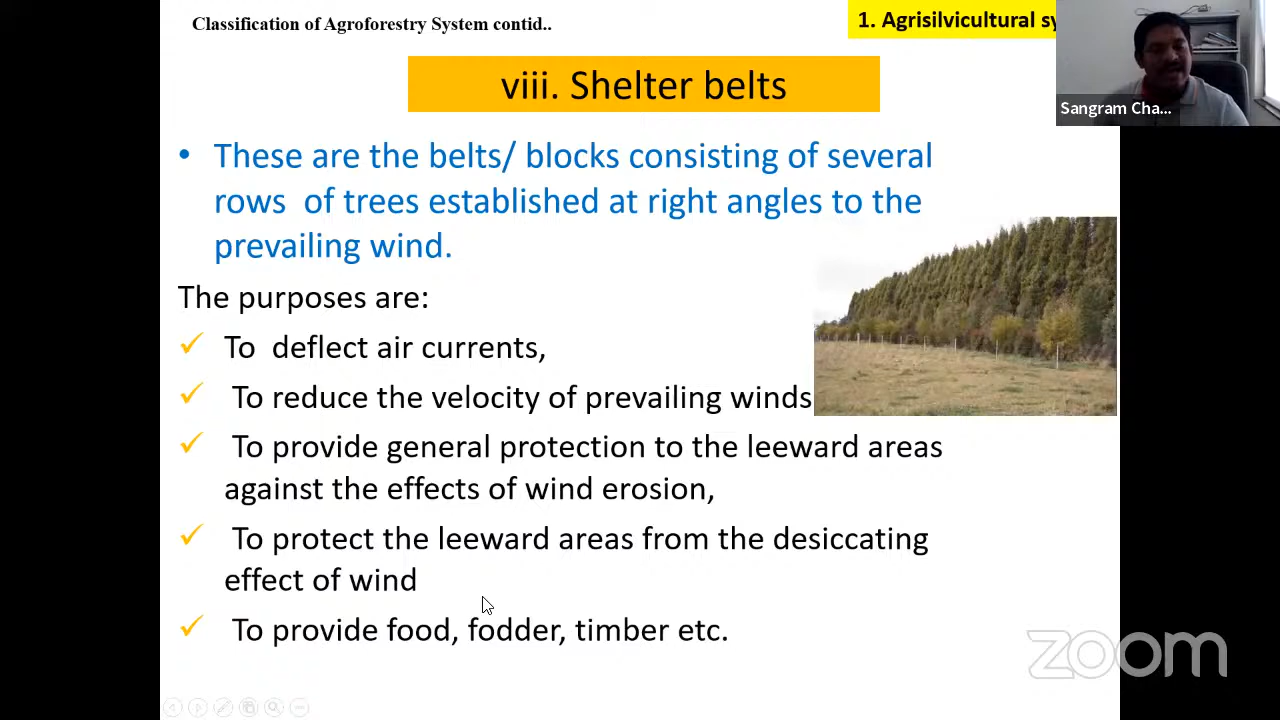 Classification of Agroforestry System contid..
1. Agrisilvicultural sy
Sangram Cha...
viii. Shelter belts
• These are the belts/ blocks consisting of several
rows of trees established at right angles to the
prevailing wind.
The purposes are:
✓ To deflect air currents,
✓ To reduce the velocity of prevailing winds
✓ To provide general protection to the leeward areas
against the effects of wind erosion,
✓ To protect the leeward areas from the desiccating
effect of wind
✓ To provide food, fodder, timber etc.
zoom